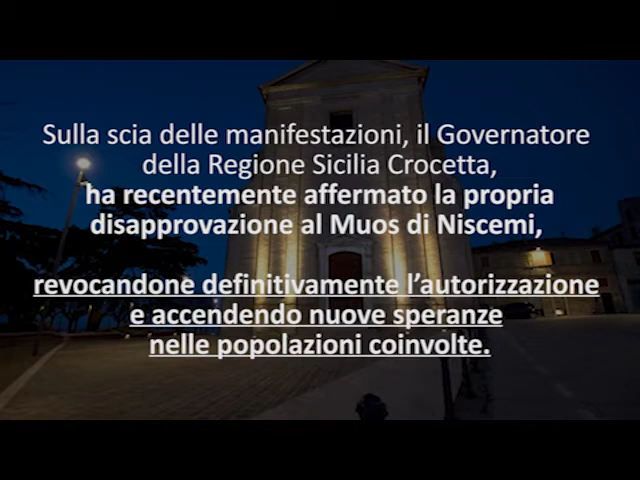 Sulla scia delle manifestazioni, il Governatore
della Regione Sicilia Crocetta,
ha recentemente affermato la propria
disapprovazione al Muos di Niscemi,
revocandone definitivamente l'autorizzazione
e accendendo nuove speranze
nelle popolazioni coinvolte.